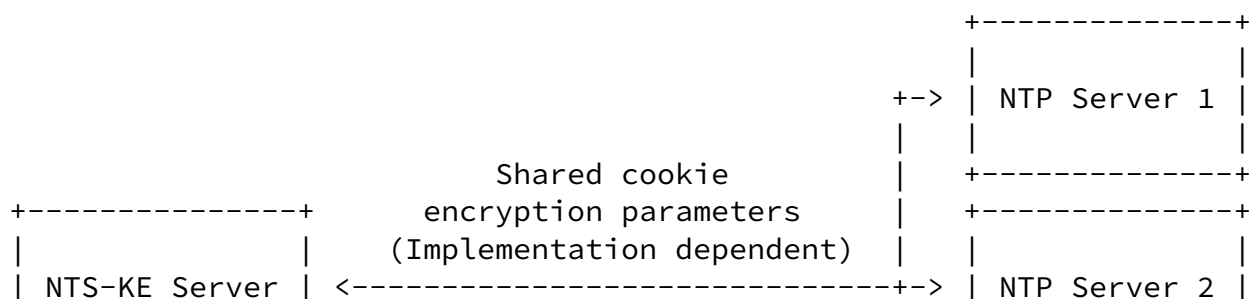 +--------------+
                                                            |              |
                                                       +-> | NTP Server 1 |
                                                       |   |              |
                              Shared cookie            |   +--------------+
+---------------+      encryption parameters     |   +--------------+
|               |    (Implementation dependent)  |   |              |
| NTS-KE Server | <------------------------------+-> | NTP Server 2 |